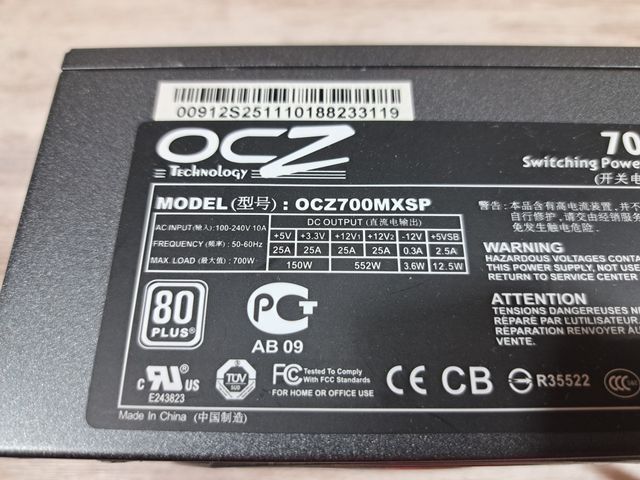 00912S251110188233119
OCZ
Technology
70
Switching Power
(开关电
MODEL(型号): OCZ700MXSP
AC INPUT(输入): 100-240V 10A
FREQUENCY(频率): 50-60Hz
MAX. LOAD(最大值): 700W
DC OUTPUT (直流电输出)
+5V +3.3V +12V1 +12V2 -12V +5VSB
25A 25A 25A 25A 0.3A 2.5A
150W 552W 3.6W 12.5W
警告: 本品含有高电流装置, 并不
自行修护, 请交由经销服务
免发生触电危险
WARNING
HAZARDOUS VOLTAGES CONTA
THIS POWER SUPPLY, NOT USE
RETURN TO SERVICE CENTER
ATTENTION
TENSIONS DANGEREUSES
PARE PAR L'UTILISATEUR.
RÉPARATION RENVOYER AU
VENTE.
80
PLUS
PCT
AB 09
c UL US
E243823
TÜV
SÜD
FC Tested To Comply
With FCC Standards
FOR HOME OR OFFICE USE
CE CB
R35522
CCC
Made In China (中国制造)